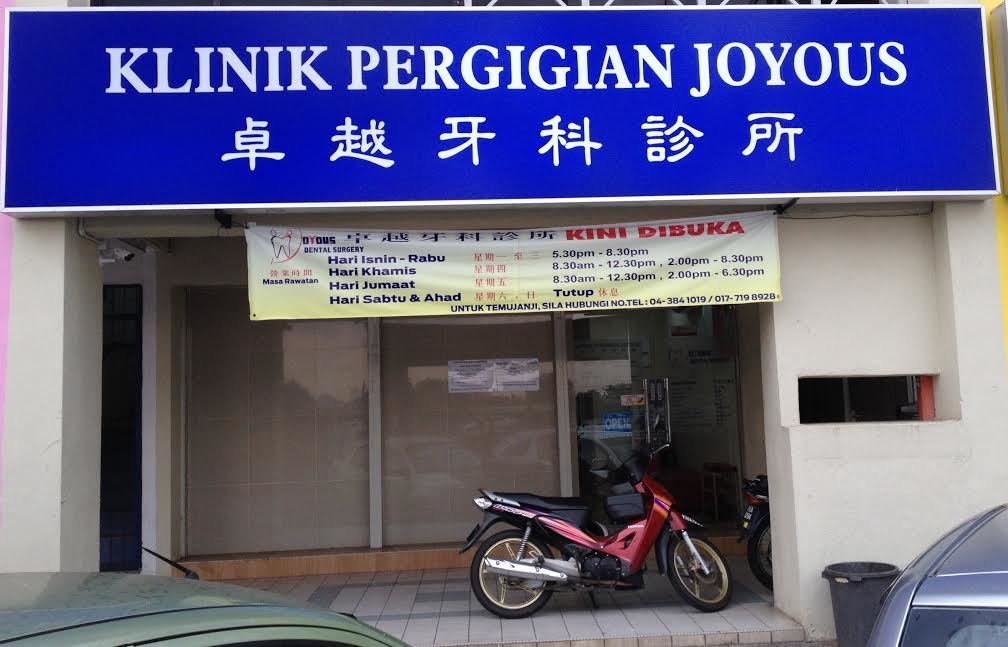 KLINIK PERGIGIAN JOYOUS
卓越牙科診所
JOYOUS 卓越牙科診所 KINI DIBUKA
DENTAL SURGERY
營業時間
Masa Rawatan
Hari Isnin - Rabu 星期一至三 5.30pm - 8.30pm
Hari Khamis 星期四 8.30am - 12.30pm , 2.00pm - 8.30pm
Hari Jumaat 星期五 8.30am - 12.30pm , 2.00pm - 6.30pm
Hari Sabtu & Ahad 星期六 . 日 Tutup 休息
UNTUK TEMUJANJI, SILA HUBUNGI NO.TEL: 04-384 1019 / 017-719 8928
OPEN
HONDA